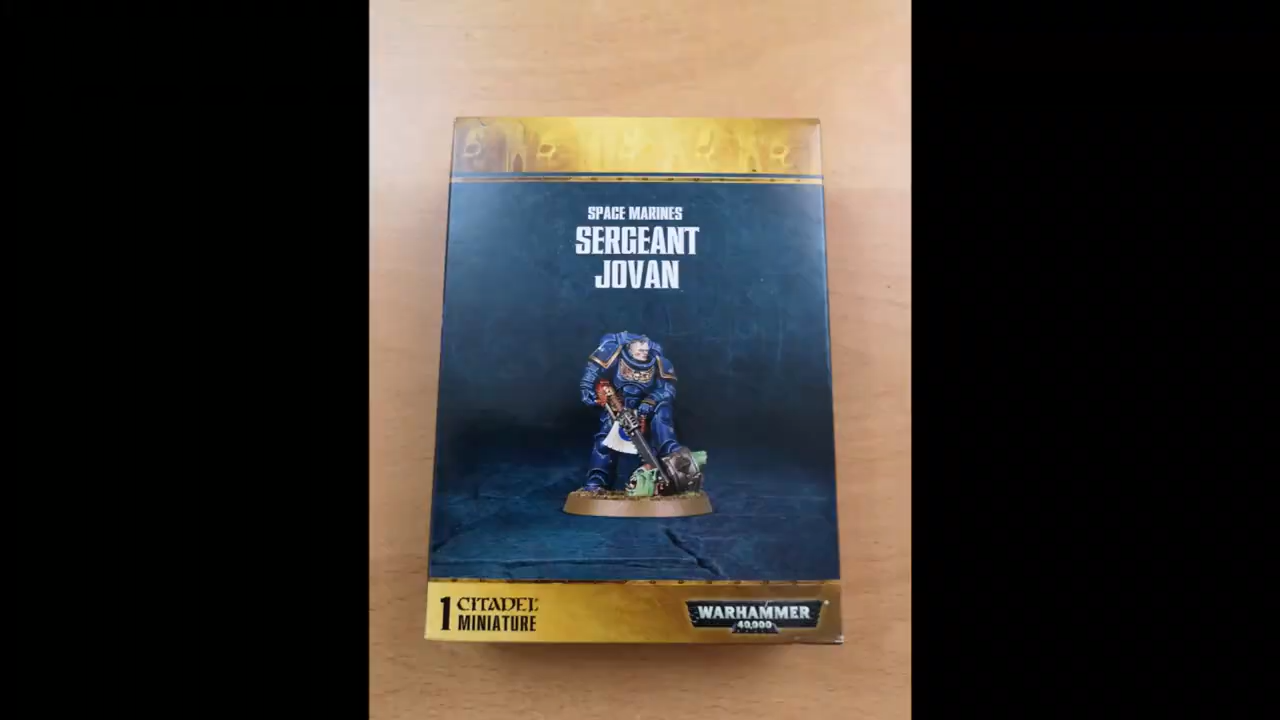 SPACE MARINES
SERGEANT
JOVAN
1 CITADEL
MINIATURE
WARHAMMER
40,000